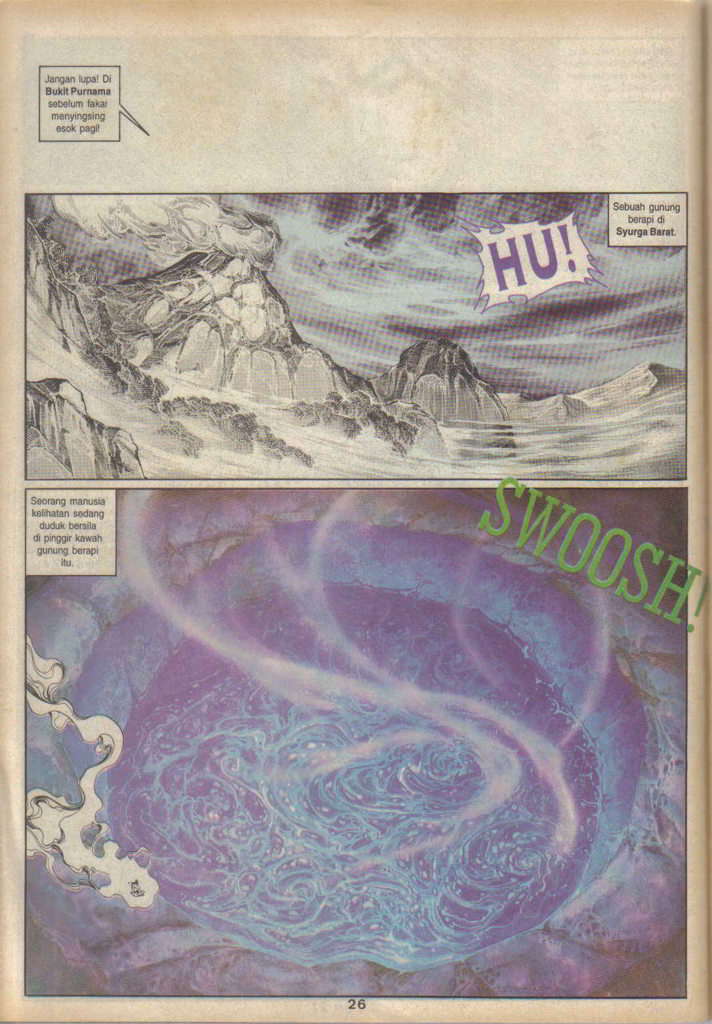 Jangan lupa! Di
Bukit Purnama
sebelum fakar
menyingsing
esok pagi!
Sebuah gunung
berapi di
Syurga Barat.
HU!
Seorang manusia
kelihatan sedang
duduk bersila
di pinggir kawah
gunung berapi
itu.
SWOOSH!
26